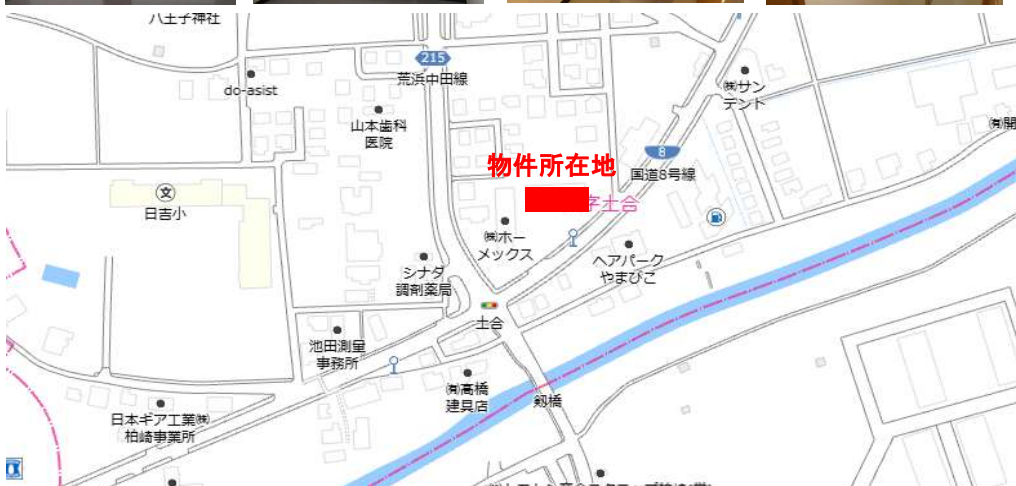 八王子神社
215
荒浜中田線
do-asist
㈱サン
テント
山本歯科
医院
㈲開
8
国道8号線
物件所在地
字土合
文
日吉小
㈱ホー
メックス
ヘアパーク
やまびこ
シナダ
調剤薬局
土合
池田測量
事務所
㈲高橋
建具店
剱橋
日本ギア工業㈱
柏崎事業所